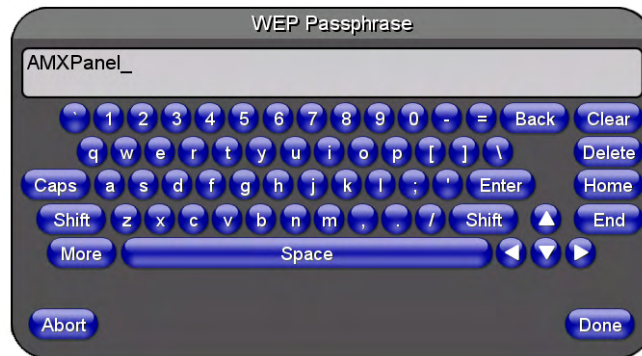 WEP Passphrase
AMXPanel_
` 1 2 3 4 5 6 7 8 9 0 - = Back Clear
q w e r t y u i o p [ ] \ Delete
Caps a s d f g h j k l ; ' Enter Home
Shift z x c v b n m , . / Shift End
More Space
Abort Done